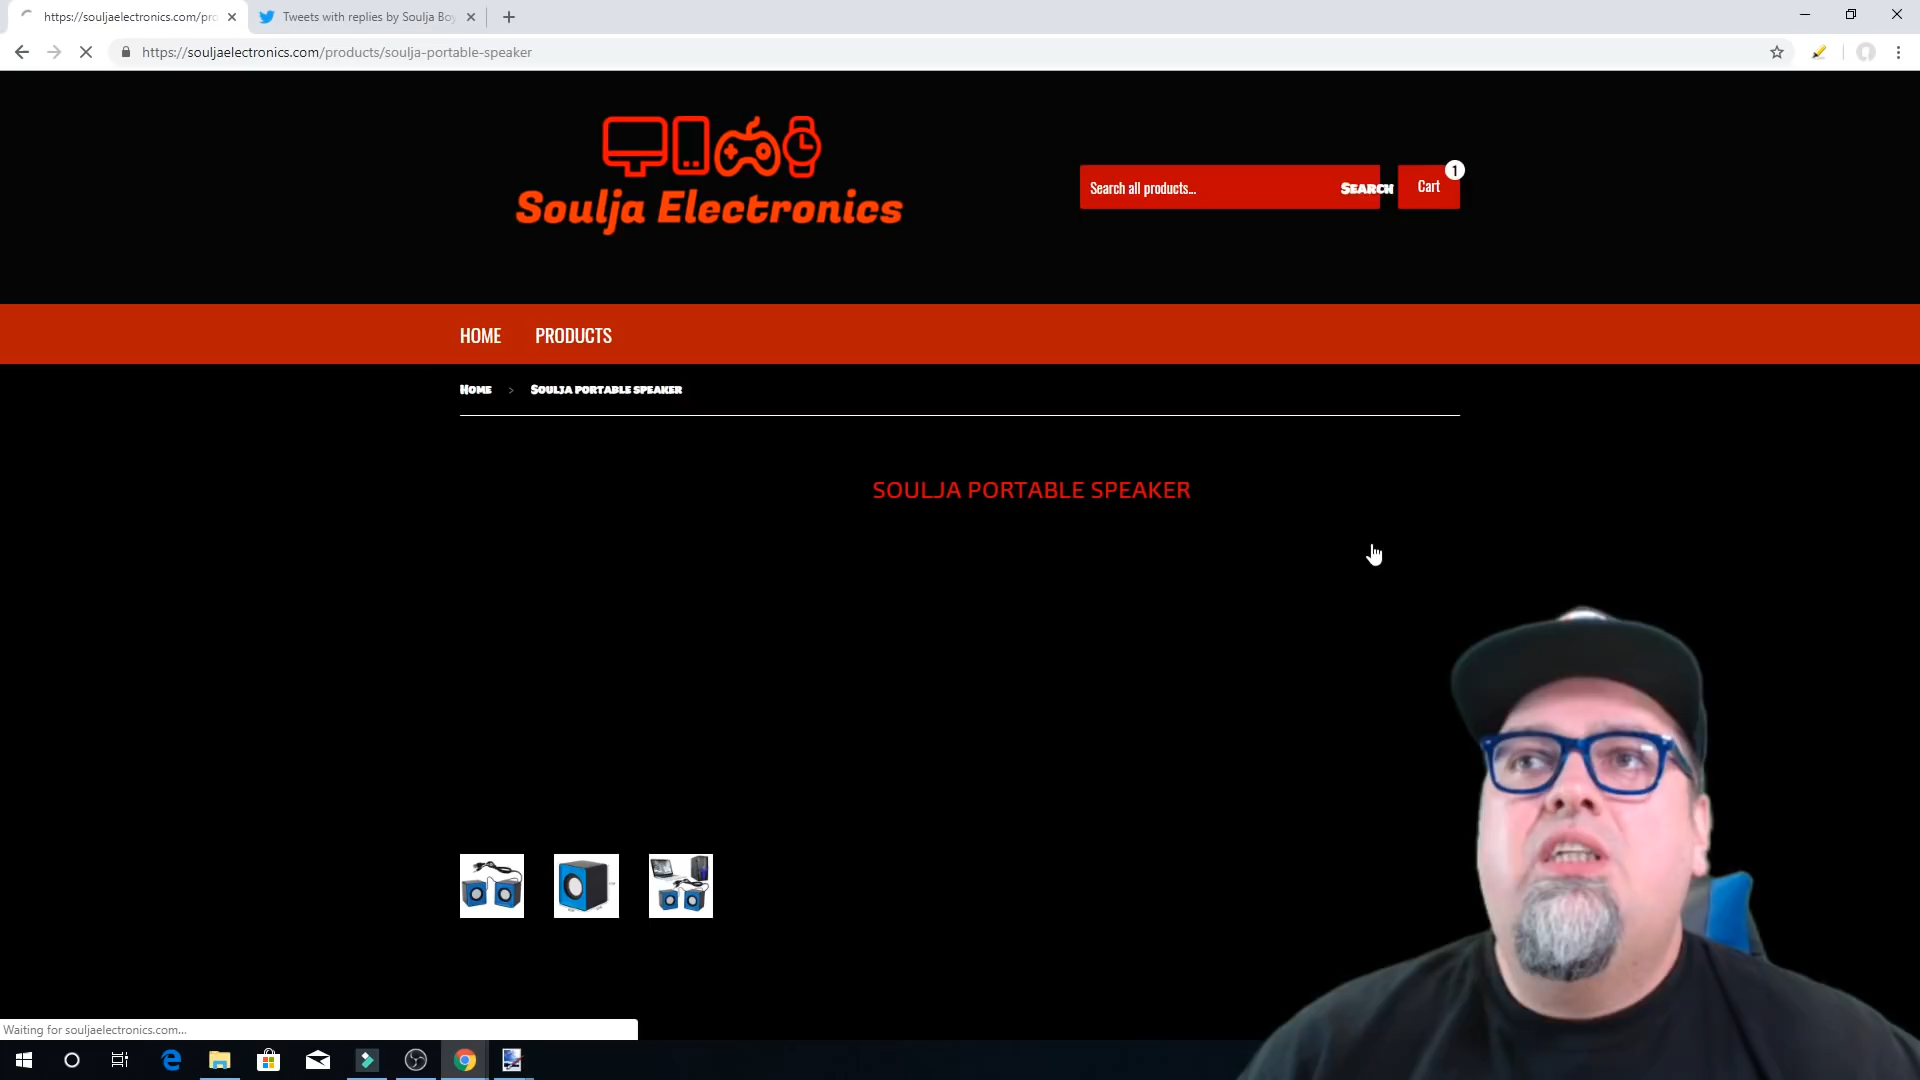 https://souljaelectronics.com/pro
Tweets with replies by Soulja Boy
https://souljaelectronics.com/products/soulja-portable-speaker
Soulja Electronics
Search all products...
Search
Cart
1
HOME
PRODUCTS
Home > Soulja portable speaker
SOULJA PORTABLE SPEAKER
Waiting for souljaelectronics.com...